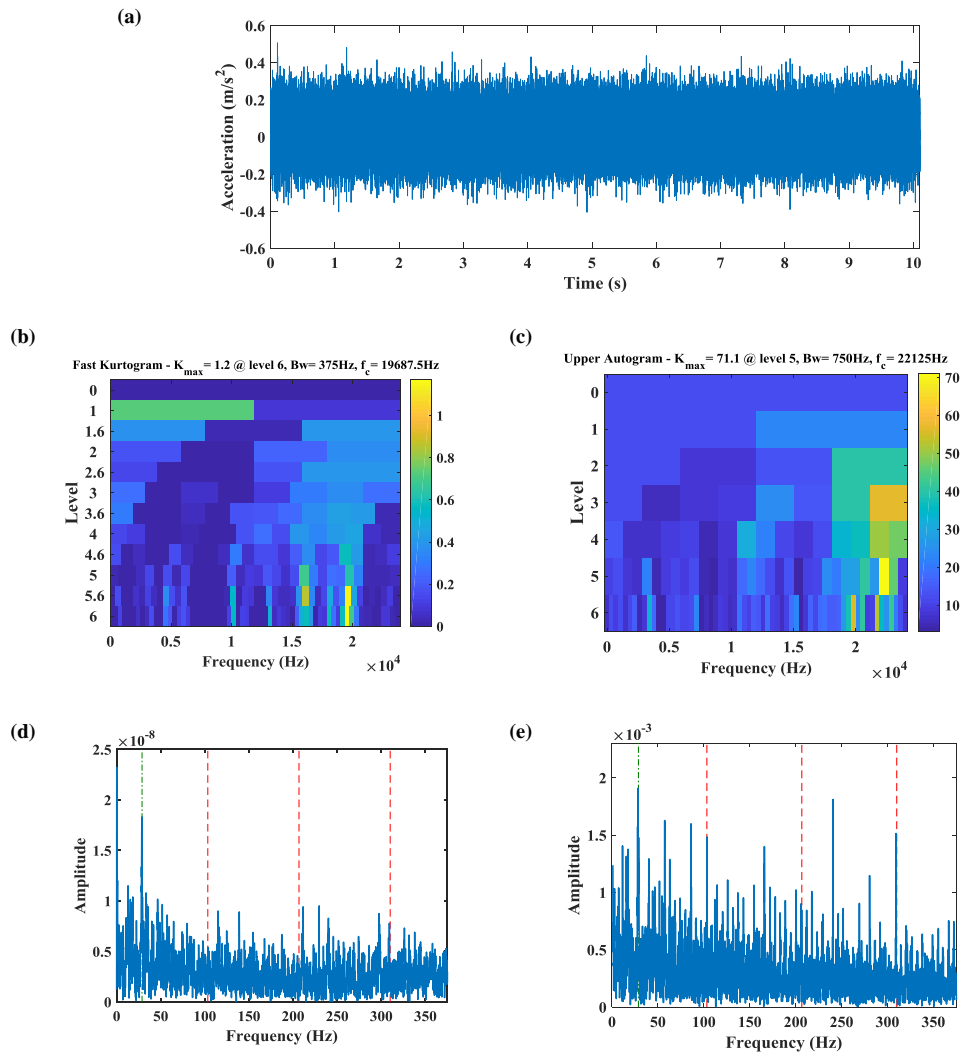 (a)
0.6
0.4
0.2
0
-0.2
-0.4
-0.6
Acceleration (m/s²)
0 1 2 3 4 5 6 7 8 9 10
Time (s)
(b)
Fast Kurtogram - K_max = 1.2 @ level 6, Bw= 375Hz, f_c = 19687.5Hz
0
1
1.6
2
2.6
3
3.6
4
4.6
5
5.6
6
Level
0 0.5 1 1.5 2
Frequency (Hz)
×10⁴
1
0.8
0.6
0.4
0.2
0
(c)
Upper Autogram - K_max = 71.1 @ level 5, Bw= 750Hz, f_c = 22125Hz
0
1
2
3
4
5
6
Level
0 0.5 1 1.5 2
Frequency (Hz)
×10⁴
70
60
50
40
30
20
10
(d)
×10⁻⁸
2.5
2
1.5
1
0.5
0
Amplitude
0 50 100 150 200 250 300 350
Frequency (Hz)
(e)
×10⁻³
2
1.5
1
0.5
0
Amplitude
0 50 100 150 200 250 300 350
Frequency (Hz)